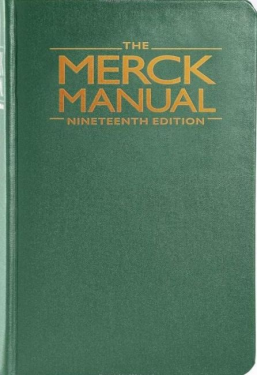 THE
MERCK
MANUAL
NINETEENTH EDITION